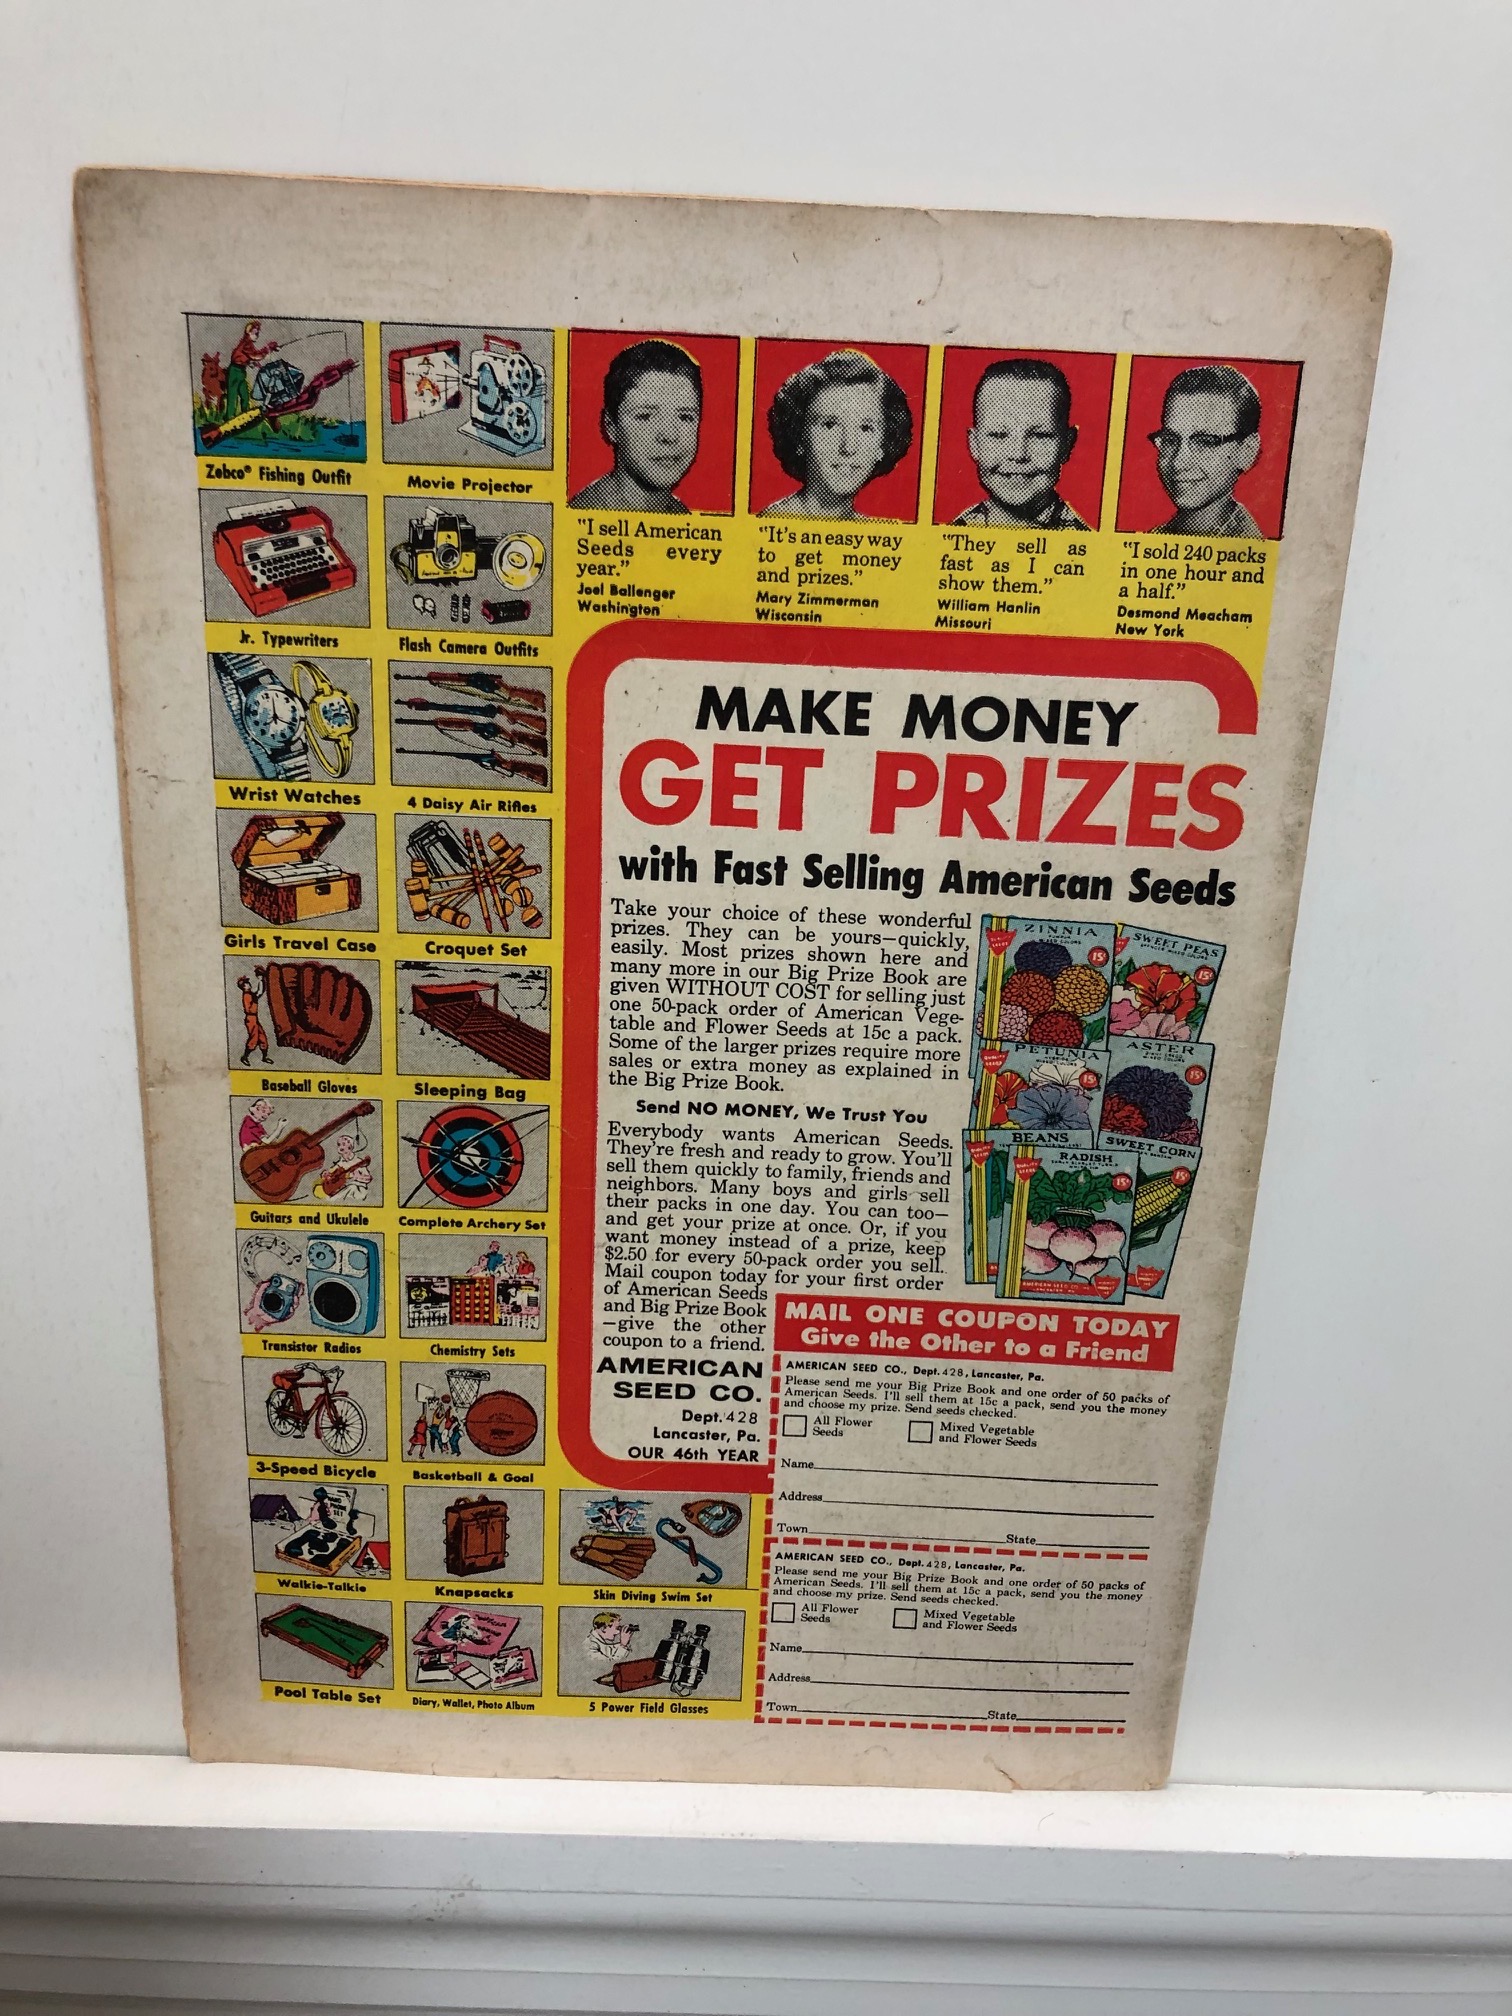 Zebco® Fishing Outfit
Movie Projector
Jr. Typewriters
Flash Camera Outfits
Wrist Watches
4 Daisy Air Rifles
Girls Travel Case
Croquet Set
Baseball Gloves
Sleeping Bag
Guitars and Ukulele
Complete Archery Set
Transistor Radios
Chemistry Sets
3-Speed Bicycle
Basketball & Goal
Walkie-Talkie
Knapsacks
Skin Diving Swim Set
Pool Table Set
Diary, Wallet, Photo Album
5 Power Field Glasses
"I sell American
Seeds every
year."
Joel Ballenger
Washington
"It's an easy way
to get money
and prizes."
Mary Zimmerman
Wisconsin
"They sell as
fast as I can
show them."
William Hanlin
Missouri
"I sold 240 packs
in one hour and
a half."
Desmond Meacham
New York
MAKE MONEY
GET PRIZES
with Fast Selling American Seeds
Take your choice of these wonderful
prizes. They can be yours—quickly,
easily. Most prizes shown here and
many more in our Big Prize Book are
given WITHOUT COST for selling just
one 50-pack order of American Vege-
table and Flower Seeds at 15c a pack.
Some of the larger prizes require more
sales or extra money as explained in
the Big Prize Book.
Send NO MONEY, We Trust You
Everybody wants American Seeds.
They're fresh and ready to grow. You'll
sell them quickly to family, friends and
neighbors. Many boys and girls sell
their packs in one day. You can too—
and get your prize at once. Or, if you
want money instead of a prize, keep
$2.50 for every 50-pack order you sell.
Mail coupon today for your first order
of American Seeds
and Big Prize Book
—give the other
coupon to a friend.
AMERICAN
SEED CO.
Dept. 428
Lancaster, Pa.
OUR 46th YEAR
ZINNIA
MIXED COLORS
15¢
SWEET PEAS
MIXED COLORS
15¢
PETUNIA
15¢
ASTER
MIXED COLORS
15¢
BEANS
RADISH
15¢
SWEET CORN
15¢
AMERICAN SEED CO.
MAIL ONE COUPON TODAY
Give the Other to a Friend
AMERICAN SEED CO., Dept. 428, Lancaster, Pa.
Please send me your Big Prize Book and one order of 50 packs of
American Seeds. I'll sell them at 15c a pack, send you the money
and choose my prize. Send seeds checked.
All Flower
Seeds
Mixed Vegetable
and Flower Seeds
Name
Address
Town State
AMERICAN SEED CO., Dept. 428, Lancaster, Pa.
Please send me your Big Prize Book and one order of 50 packs of
American Seeds. I'll sell them at 15c a pack, send you the money
and choose my prize. Send seeds checked.
All Flower
Seeds
Mixed Vegetable
and Flower Seeds
Name
Address
Town State